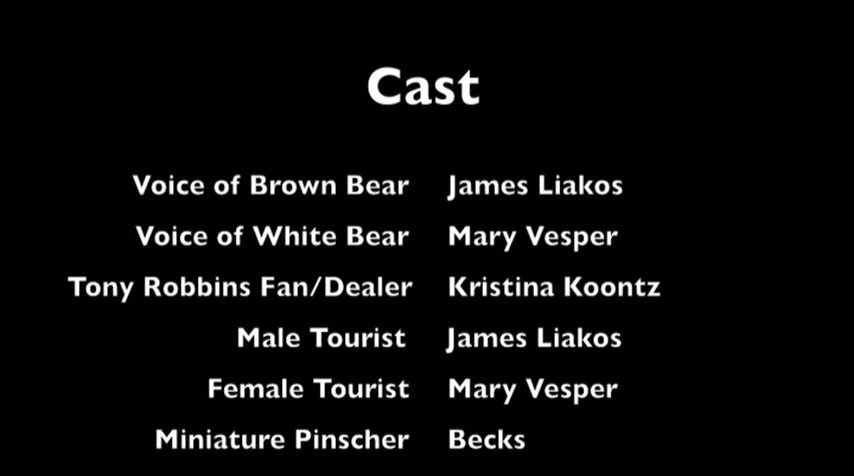 Cast
Voice of Brown Bear James Liakos
Voice of White Bear Mary Vesper
Tony Robbins Fan/Dealer Kristina Koontz
Male Tourist James Liakos
Female Tourist Mary Vesper
Miniature Pinscher Becks